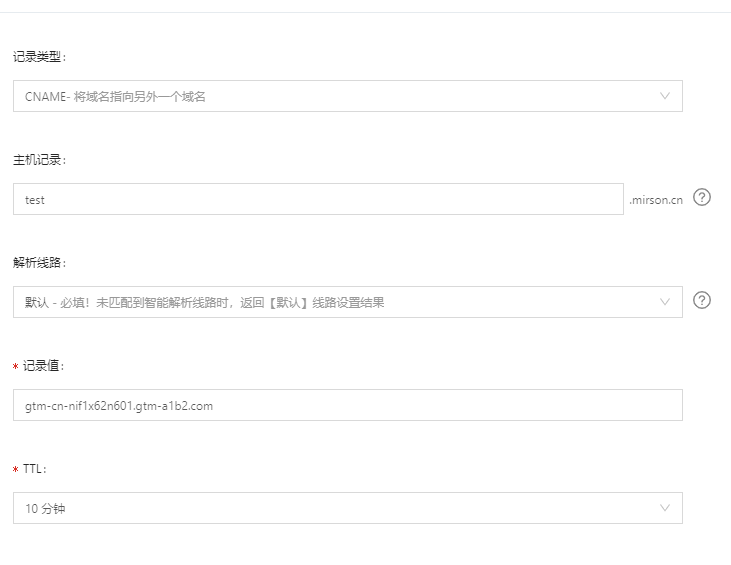 记录类型：
CNAME- 将域名指向另外一个域名
主机记录：
test .mirson.cn ?
解析线路：
默认 - 必填！未匹配到智能解析线路时，返回【默认】线路设置结果 ?
* 记录值：
gtm-cn-nif1x62n601.gtm-a1b2.com
* TTL：
10 分钟